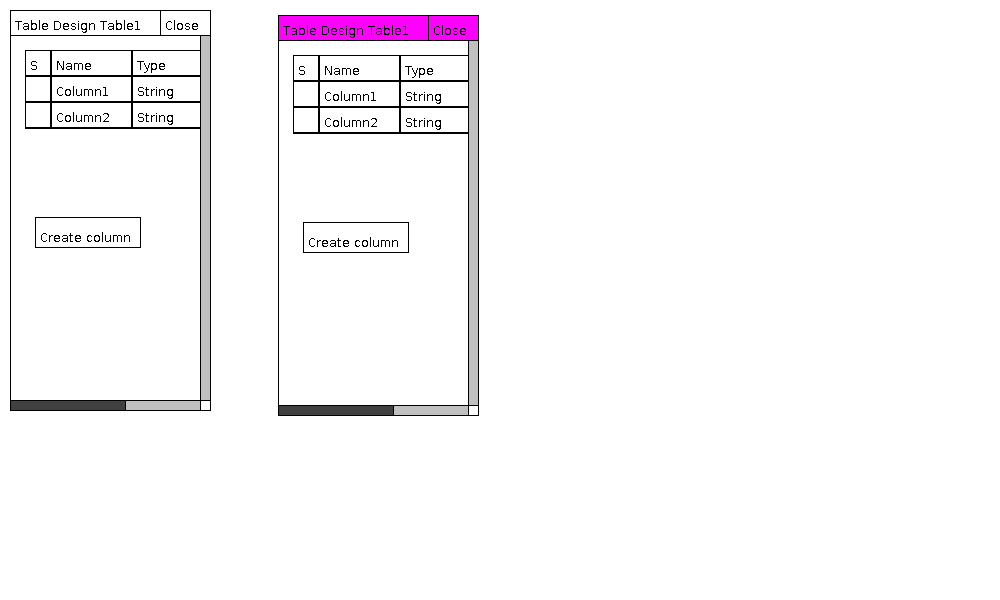 Table Design Table1 Close
S Name Type
Column1 String
Column2 String
Create column
Table Design Table1 Close
S Name Type
Column1 String
Column2 String
Create column